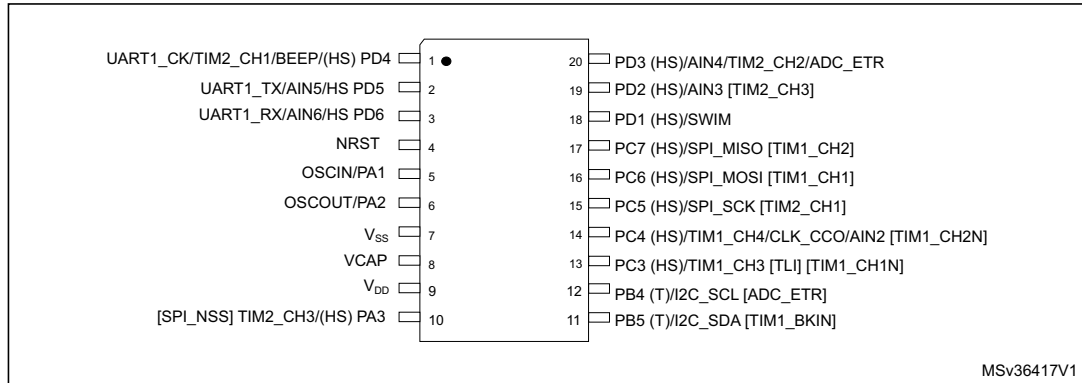 UART1_CK/TIM2_CH1/BEEP/(HS) PD4 1 20 PD3 (HS)/AIN4/TIM2_CH2/ADC_ETR
UART1_TX/AIN5/HS PD5 2 19 PD2 (HS)/AIN3 [TIM2_CH3]
UART1_RX/AIN6/HS PD6 3 18 PD1 (HS)/SWIM
NRST 4 17 PC7 (HS)/SPI_MISO [TIM1_CH2]
OSCIN/PA1 5 16 PC6 (HS)/SPI_MOSI [TIM1_CH1]
OSCOUT/PA2 6 15 PC5 (HS)/SPI_SCK [TIM2_CH1]
VSS 7 14 PC4 (HS)/TIM1_CH4/CLK_CCO/AIN2 [TIM1_CH2N]
VCAP 8 13 PC3 (HS)/TIM1_CH3 [TLI] [TIM1_CH1N]
VDD 9 12 PB4 (T)/I2C_SCL [ADC_ETR]
[SPI_NSS] TIM2_CH3/(HS) PA3 10 11 PB5 (T)/I2C_SDA [TIM1_BKIN]
MSv36417V1